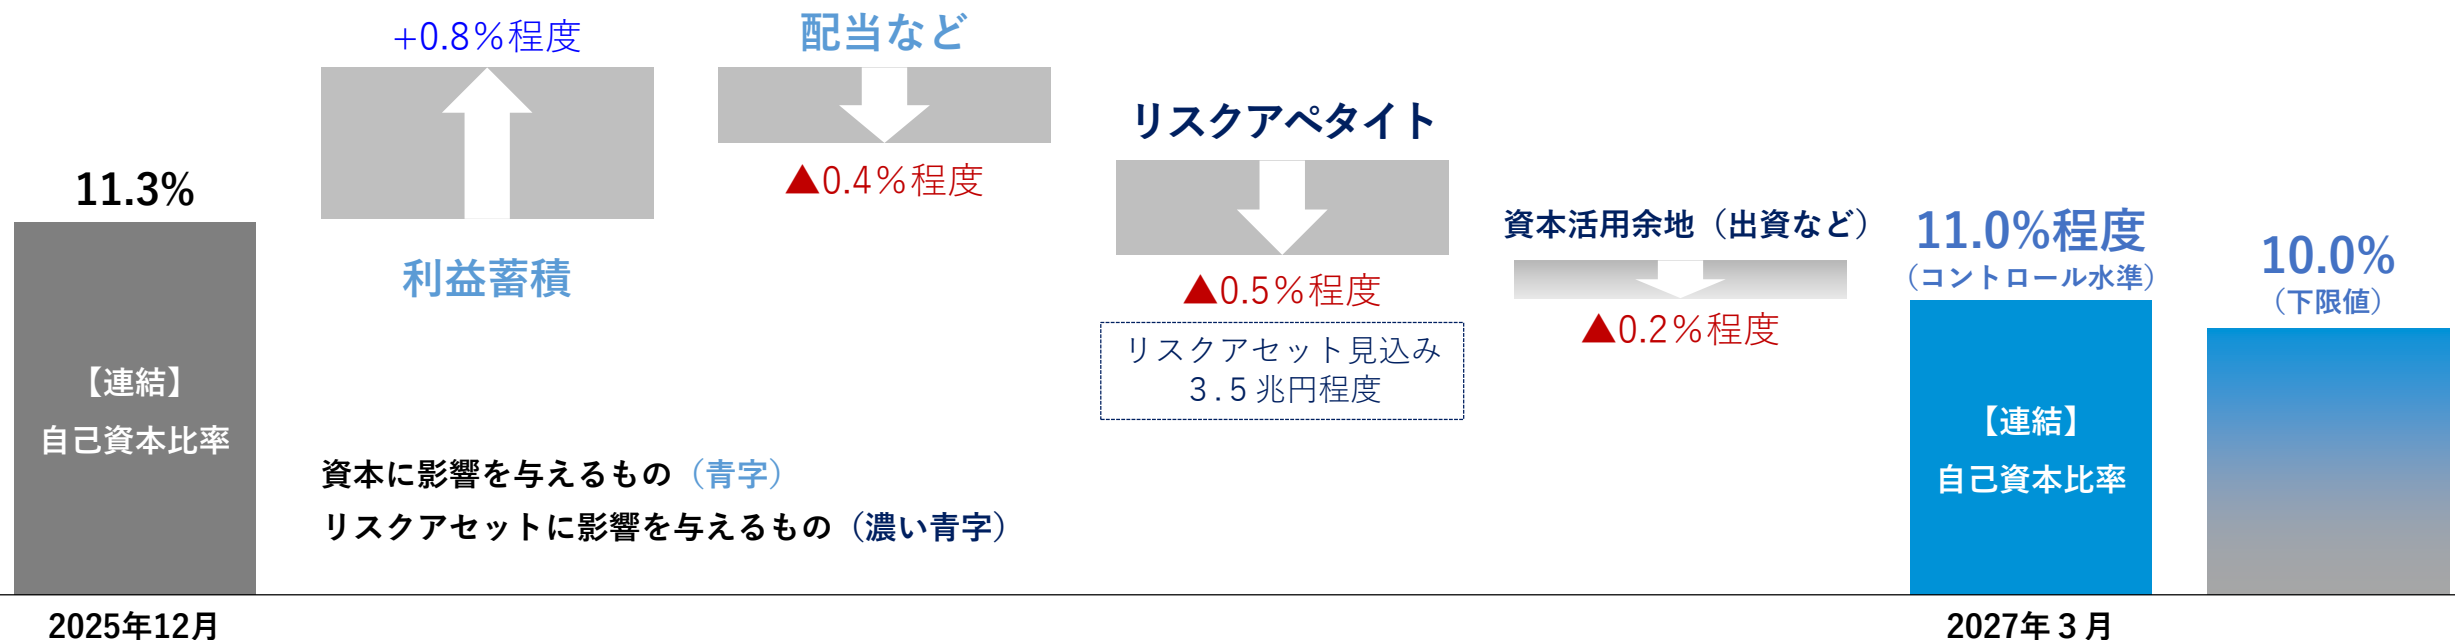 11.3%
【連結】
自己資本比率
2025年12月
+0.8%程度
利益蓄積
配当など
▲0.4%程度
リスクアペタイト
▲0.5%程度
リスクアセット見込み
３.５兆円程度
資本活用余地（出資など）
▲0.2%程度
資本に影響を与えるもの（青字）
リスクアセットに影響を与えるもの（濃い青字）
11.0%程度
（コントロール水準）
【連結】
自己資本比率
2027年３月
10.0%
（下限値）